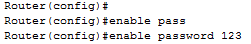 Router(config)#
Router(config)#enable pass
Router(config)#enable password 123